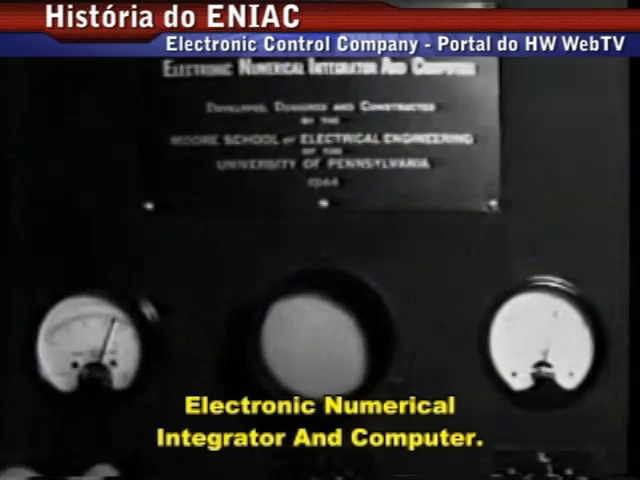 História do ENIAC
Electronic Control Company - Portal do HW WebTV
ELECTRONIC NUMERICAL INTEGRATOR AND COMPUTER
DEVELOPED, DESIGNED AND CONSTRUCTED
BY THE
MOORE SCHOOL OF ELECTRICAL ENGINEERING
OF THE
UNIVERSITY OF PENNSYLVANIA
1944
Electronic Numerical
Integrator And Computer.